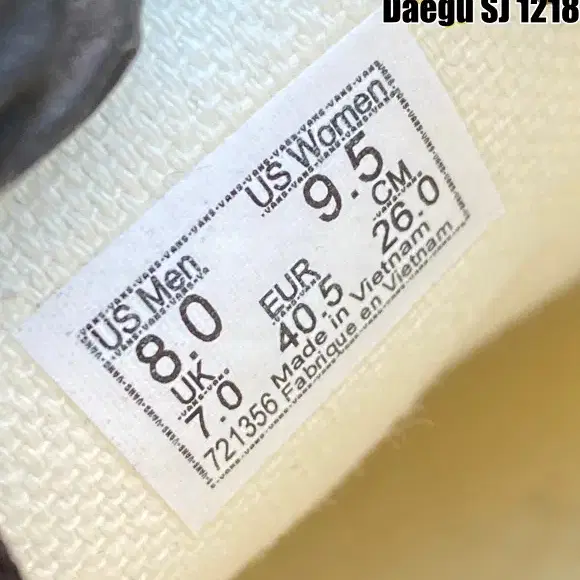 Daegu SJ 1218
US Men US Women
8.0 9.5
UK EUR CM
7.0 40.5 26.0
721356 Made in Vietnam
Fabrique en Vietnam